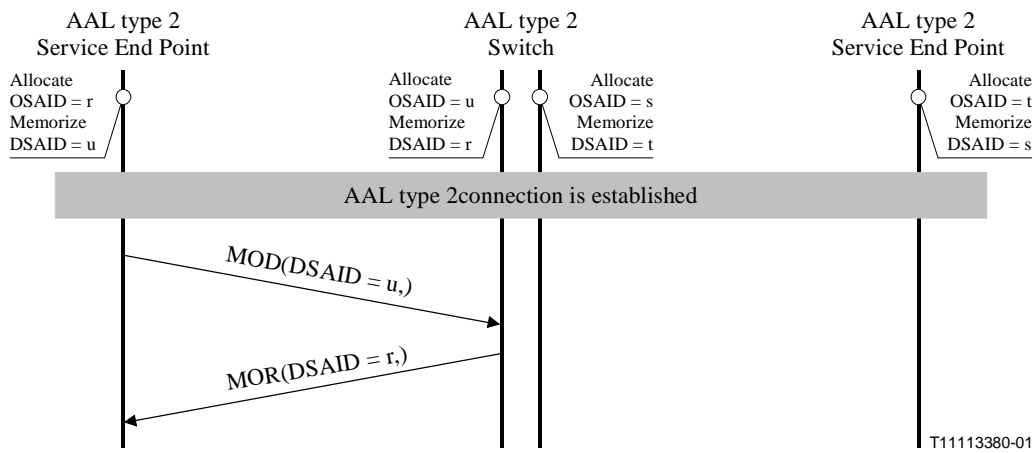 AAL type 2
Service End Point
AAL type 2
Switch
AAL type 2
Service End Point
Allocate
OSAID = r
Memorize
DSAID = u
Allocate
OSAID = u
Memorize
DSAID = r
Allocate
OSAID = s
Memorize
DSAID = t
Allocate
OSAID = t
Memorize
DSAID = s
AAL type 2connection is established
MOD(DSAID = u,)
MOR(DSAID = r,)
T11113380-01